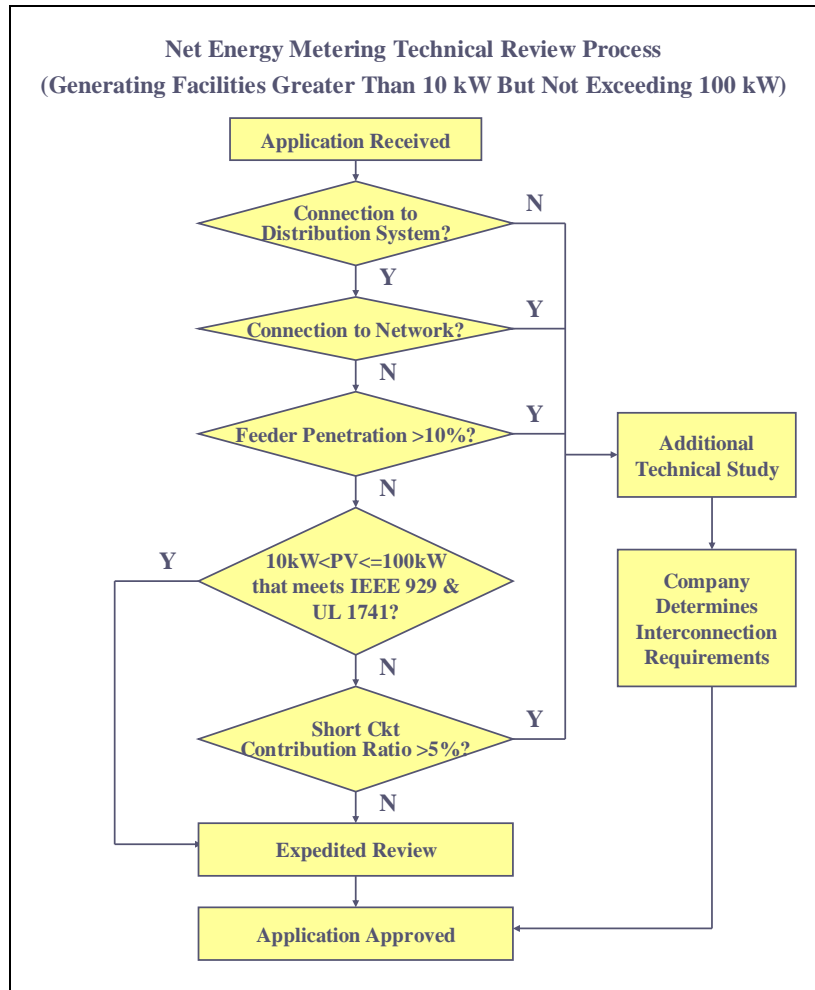 Net Energy Metering Technical Review Process
(Generating Facilities Greater Than 10 kW But Not Exceeding 100 kW)
Application Received
Connection to
Distribution System?
N
Y
Connection to Network?
Y
N
Feeder Penetration >10%?
Y
N
Additional
Technical Study
Y
10kW<PV<=100kW
that meets IEEE 929 &
UL 1741?
N
Company
Determines
Interconnection
Requirements
Short Ckt
Contribution Ratio >5%?
Y
N
Expedited Review
Application Approved